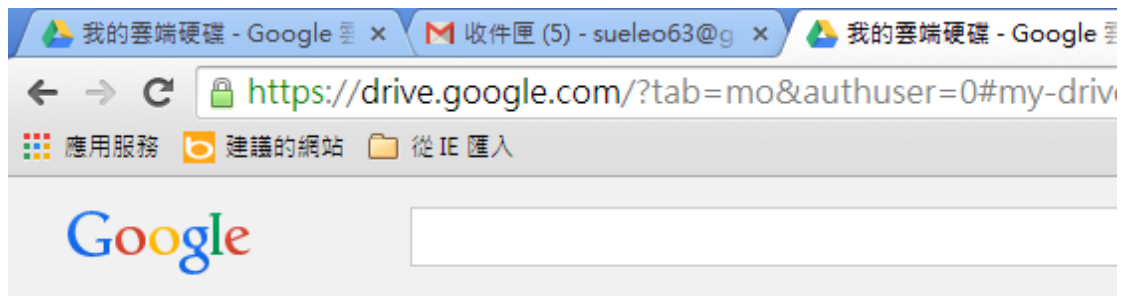 我的雲端硬碟 - Google 雲 收件匣 (5) - sueleo63@g 我的雲端硬碟 - Google 雲
https://drive.google.com/?tab=mo&authuser=0#my-drive
應用服務 建議的網站 從 IE 匯入
Google